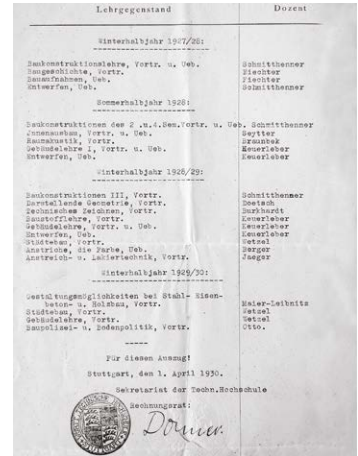 Lehrgegenstand Dozent
Winterhalbjahr 1927/28:
Baukonstruktionslehre, Vortr. u. Ueb. Schmitthenner
Baugeschichte, Vortr. Fiechter
Bauaufnahmen, Ueb. Fiechter
Entwerfen, Ueb. Schmitthenner
Sommerhalbjahr 1928:
Baukonstruktionen des 2.u.4.Sem.Vortr. u. Ueb. Schmitthenner
Innenausbau, Vortr. u. Ueb. Seytter
Raumakustik, Vortr. Braunbek
Gebäudelehre I, Vortr. u. Ueb. Keuerleber
Entwerfen, Ueb. Keuerleber
Winterhalbjahr 1928/29:
Baukonstruktionen III, Vortr. Schmitthenner
Darstellende Geometrie, Vortr. Doetsch
Technisches Zeichnen, Vortr. Burkhardt
Baustofflehre, Vortr. Keuerleber
Gebäudelehre, Vortr. u. Ueb. Keuerleber
Entwerfen, Ueb. Keuerleber
Städtebau, Vortr. Wetzel
Anstriche, die Farbe, Ueb. Berger
Anstreich- u. Lakiertechnik, Vortr. Jaeger
Winterhalbjahr 1929/30:
Gestaltungsmöglichkeiten bei Stahl- Eisen-
beton- u. Holzbau, Vortr. Maier-Leibnitz
Städtebau, Vortr. Wetzel
Gebäudelehre, Vortr. Wetzel
Baupolizei- u. Bodenpolitik, Vortr. Otto.
Für diesen Auszug!
Stuttgart, den 1. April 1930.
Sekretariat der Techn.Hochschule
Rechnungsrat: